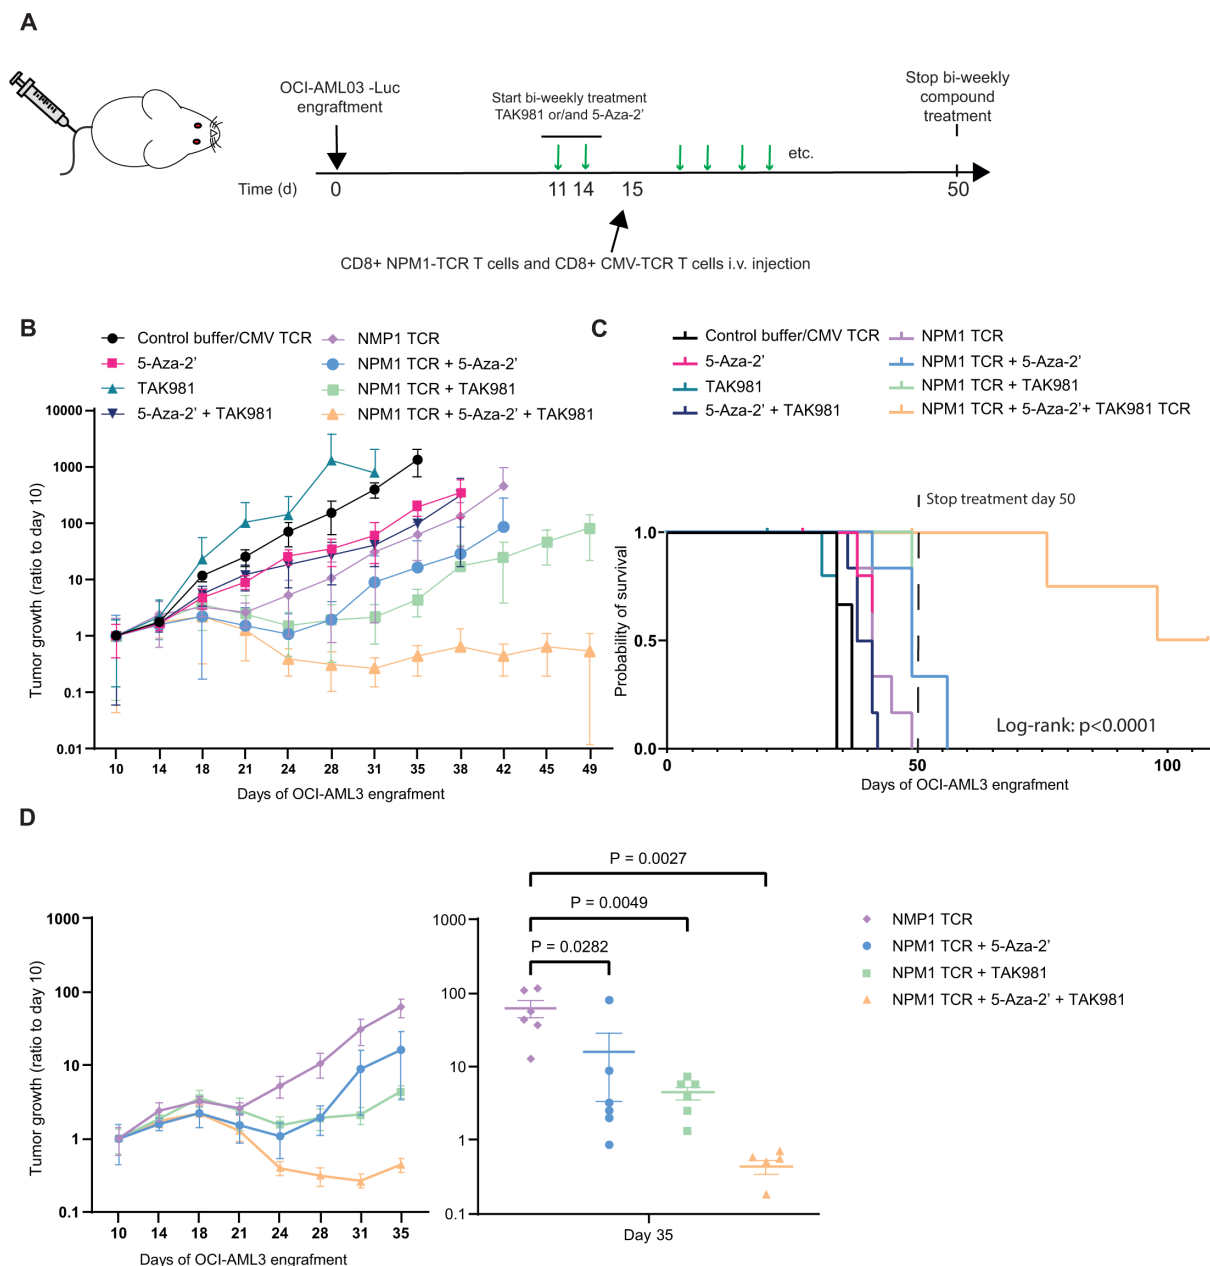 A
OCI-AML03 -Luc
engraftment
Start bi-weekly treatment
TAK981 or/and 5-Aza-2'
Stop bi-weekly
compound
treatment
etc.
Time (d)
0
11 14
15
50
CD8+ NPM1-TCR T cells and CD8+ CMV-TCR T cells i.v. injection
B
Control buffer/CMV TCR
5-Aza-2'
TAK981
5-Aza-2' + TAK981
NMP1 TCR
NPM1 TCR + 5-Aza-2'
NPM1 TCR + TAK981
NPM1 TCR + 5-Aza-2' + TAK981
Tumor growth (ratio to day 10)
10000
1000
100
10
1
0.1
0.01
10 14 18 21 24 28 31 35 38 42 45 49
Days of OCI-AML3 engrafment
C
Control buffer/CMV TCR
5-Aza-2'
TAK981
5-Aza-2' + TAK981
NPM1 TCR
NPM1 TCR + 5-Aza-2'
NPM1 TCR + TAK981
NPM1 TCR + 5-Aza-2'+ TAK981 TCR
Stop treatment day 50
Probability of survival
1.0
0.5
0.0
Log-rank: p<0.0001
0 50 100
Days of OCI-AML3 engrafment
D
Tumor growth (ratio to day 10)
1000
100
10
1
0.1
10 14 18 21 24 28 31 35
Days of OCI-AML3 engrafment
P = 0.0027
P = 0.0049
P = 0.0282
1000
100
10
1
0.1
Day 35
NMP1 TCR
NPM1 TCR + 5-Aza-2'
NPM1 TCR + TAK981
NPM1 TCR + 5-Aza-2' + TAK981